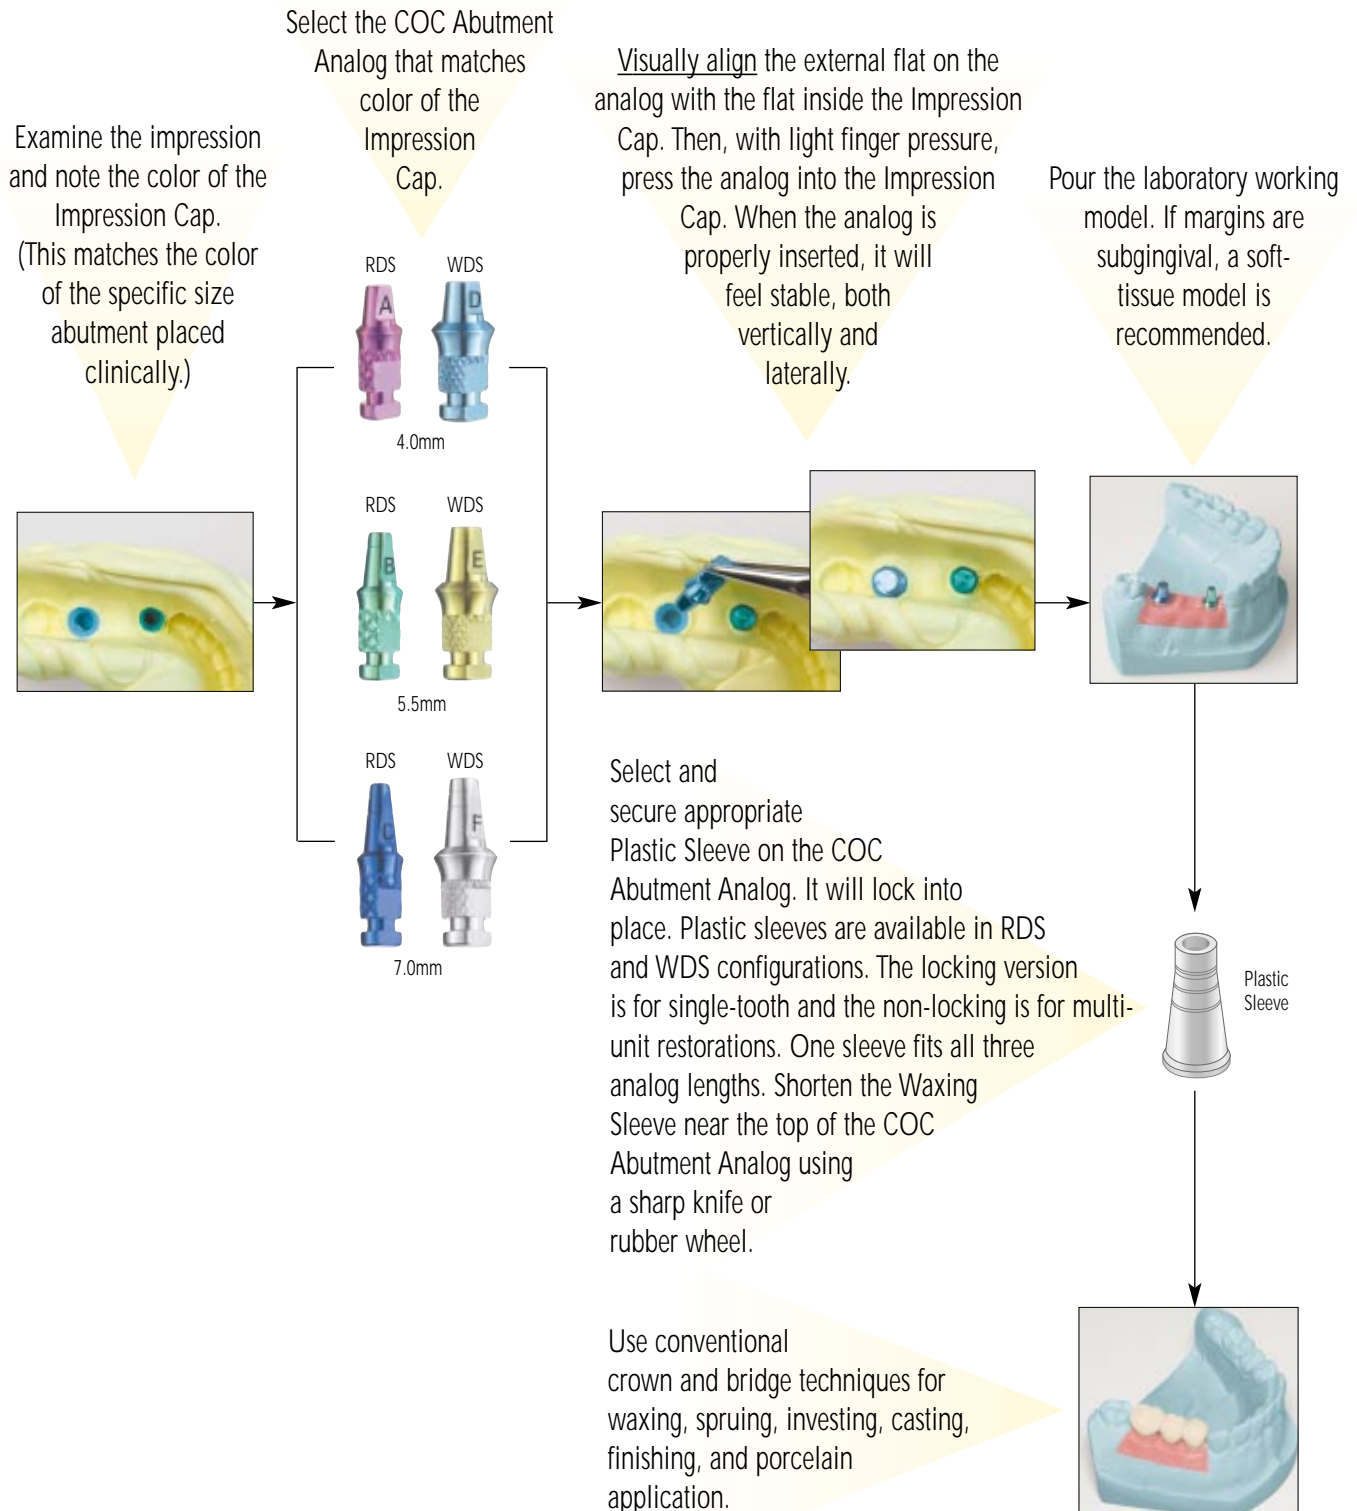 Examine the impression
and note the color of the
Impression Cap.
(This matches the color
of the specific size
abutment placed
clinically.)
Select the COC Abutment
Analog that matches
color of the
Impression
Cap.
RDS WDS
A D
4.0mm
RDS WDS
B E
5.5mm
RDS WDS
C F
7.0mm
Visually align the external flat on the
analog with the flat inside the Impression
Cap. Then, with light finger pressure,
press the analog into the Impression
Cap. When the analog is
properly inserted, it will
feel stable, both
vertically and
laterally.
Pour the laboratory working
model. If margins are
subgingival, a soft-
tissue model is
recommended.
Select and
secure appropriate
Plastic Sleeve on the COC
Abutment Analog. It will lock into
place. Plastic sleeves are available in RDS
and WDS configurations. The locking version
is for single-tooth and the non-locking is for multi-
unit restorations. One sleeve fits all three
analog lengths. Shorten the Waxing
Sleeve near the top of the COC
Abutment Analog using
a sharp knife or
rubber wheel.
Plastic
Sleeve
Use conventional
crown and bridge techniques for
waxing, spruing, investing, casting,
finishing, and porcelain
application.